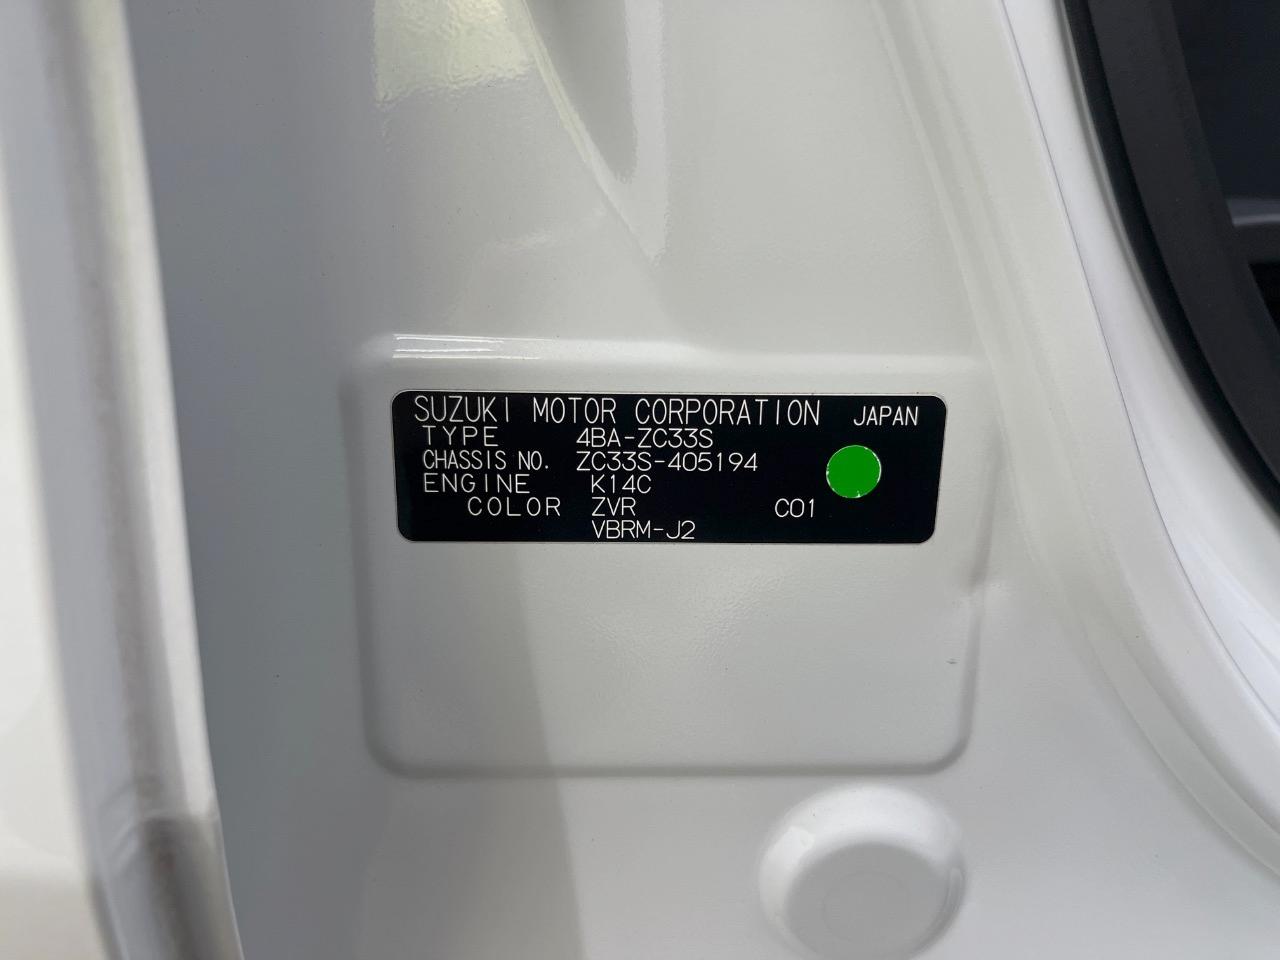 SUZUKI MOTOR CORPORATION JAPAN
TYPE 4BA-ZC33S
CHASSIS NO. ZC33S-405194
ENGINE K14C
COLOR ZVR C01
VBRM-J2